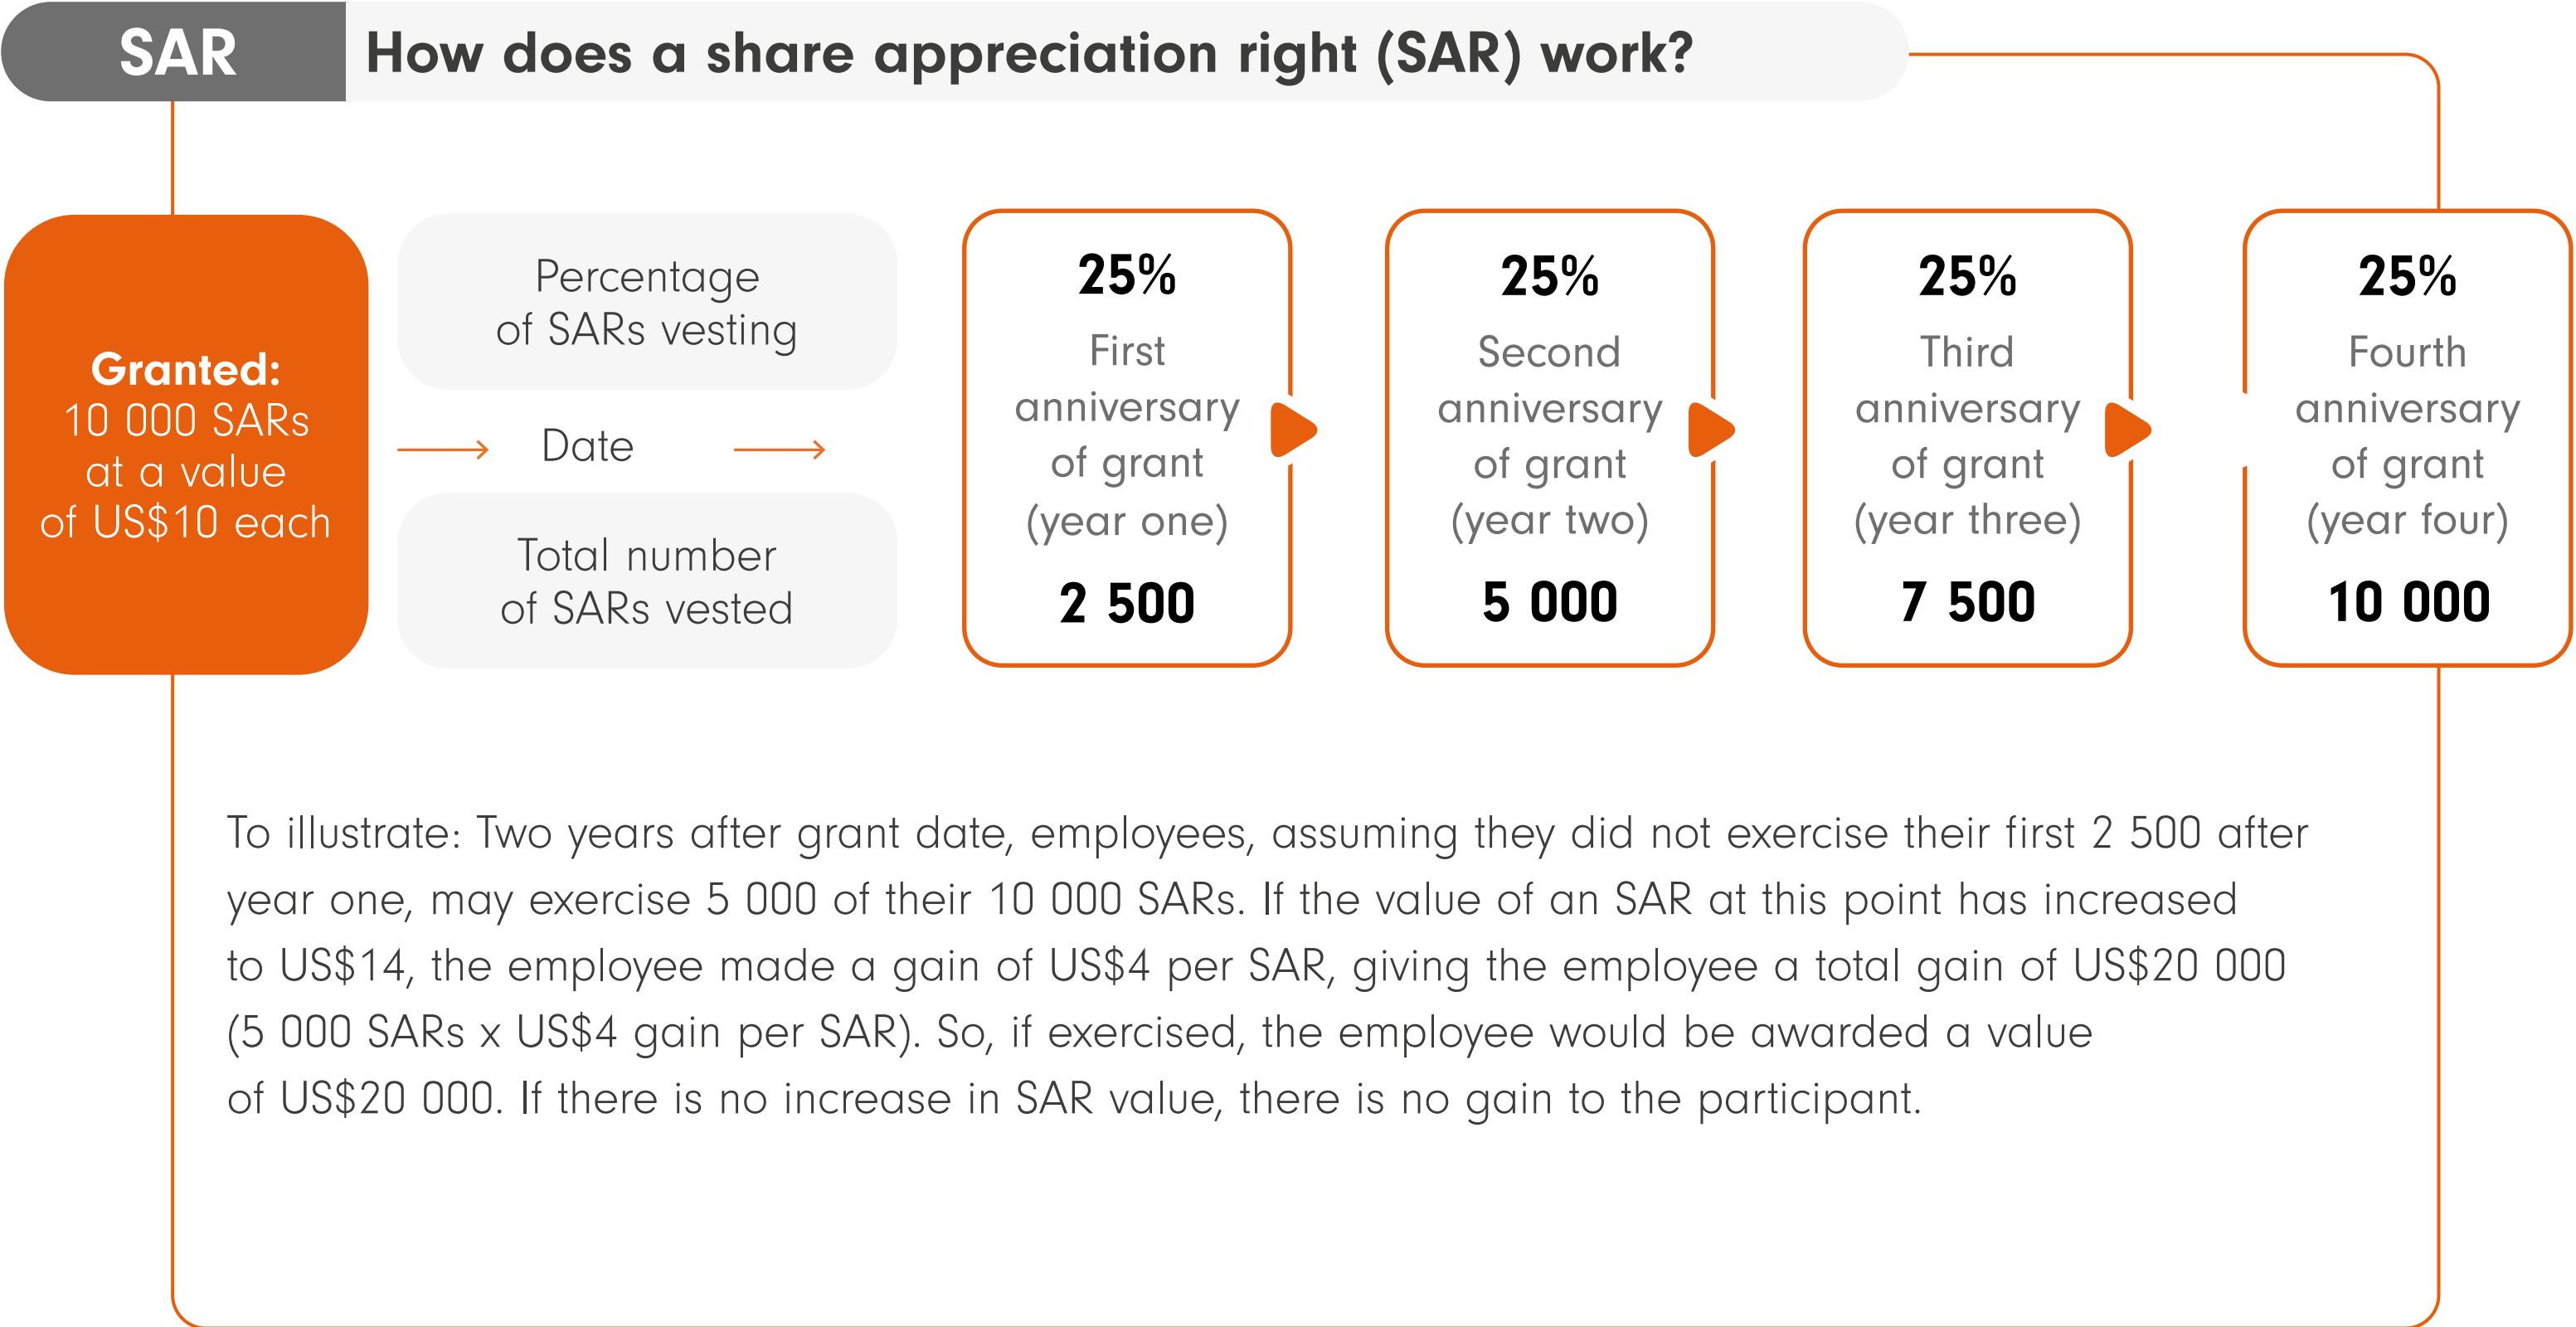 SAR
How does a share appreciation right (SAR) work?
Granted:
10 000 SARs
at a value
of US$10 each
Percentage
of SARs vesting
Date
Total number
of SARs vested
25%
First
anniversary
of grant
(year one)
2 500
25%
Second
anniversary
of grant
(year two)
5 000
25%
Third
anniversary
of grant
(year three)
7 500
25%
Fourth
anniversary
of grant
(year four)
10 000
To illustrate: Two years after grant date, employees, assuming they did not exercise their first 2 500 after
year one, may exercise 5 000 of their 10 000 SARs. If the value of an SAR at this point has increased
to US$14, the employee made a gain of US$4 per SAR, giving the employee a total gain of US$20 000
(5 000 SARs x US$4 gain per SAR). So, if exercised, the employee would be awarded a value
of US$20 000. If there is no increase in SAR value, there is no gain to the participant.